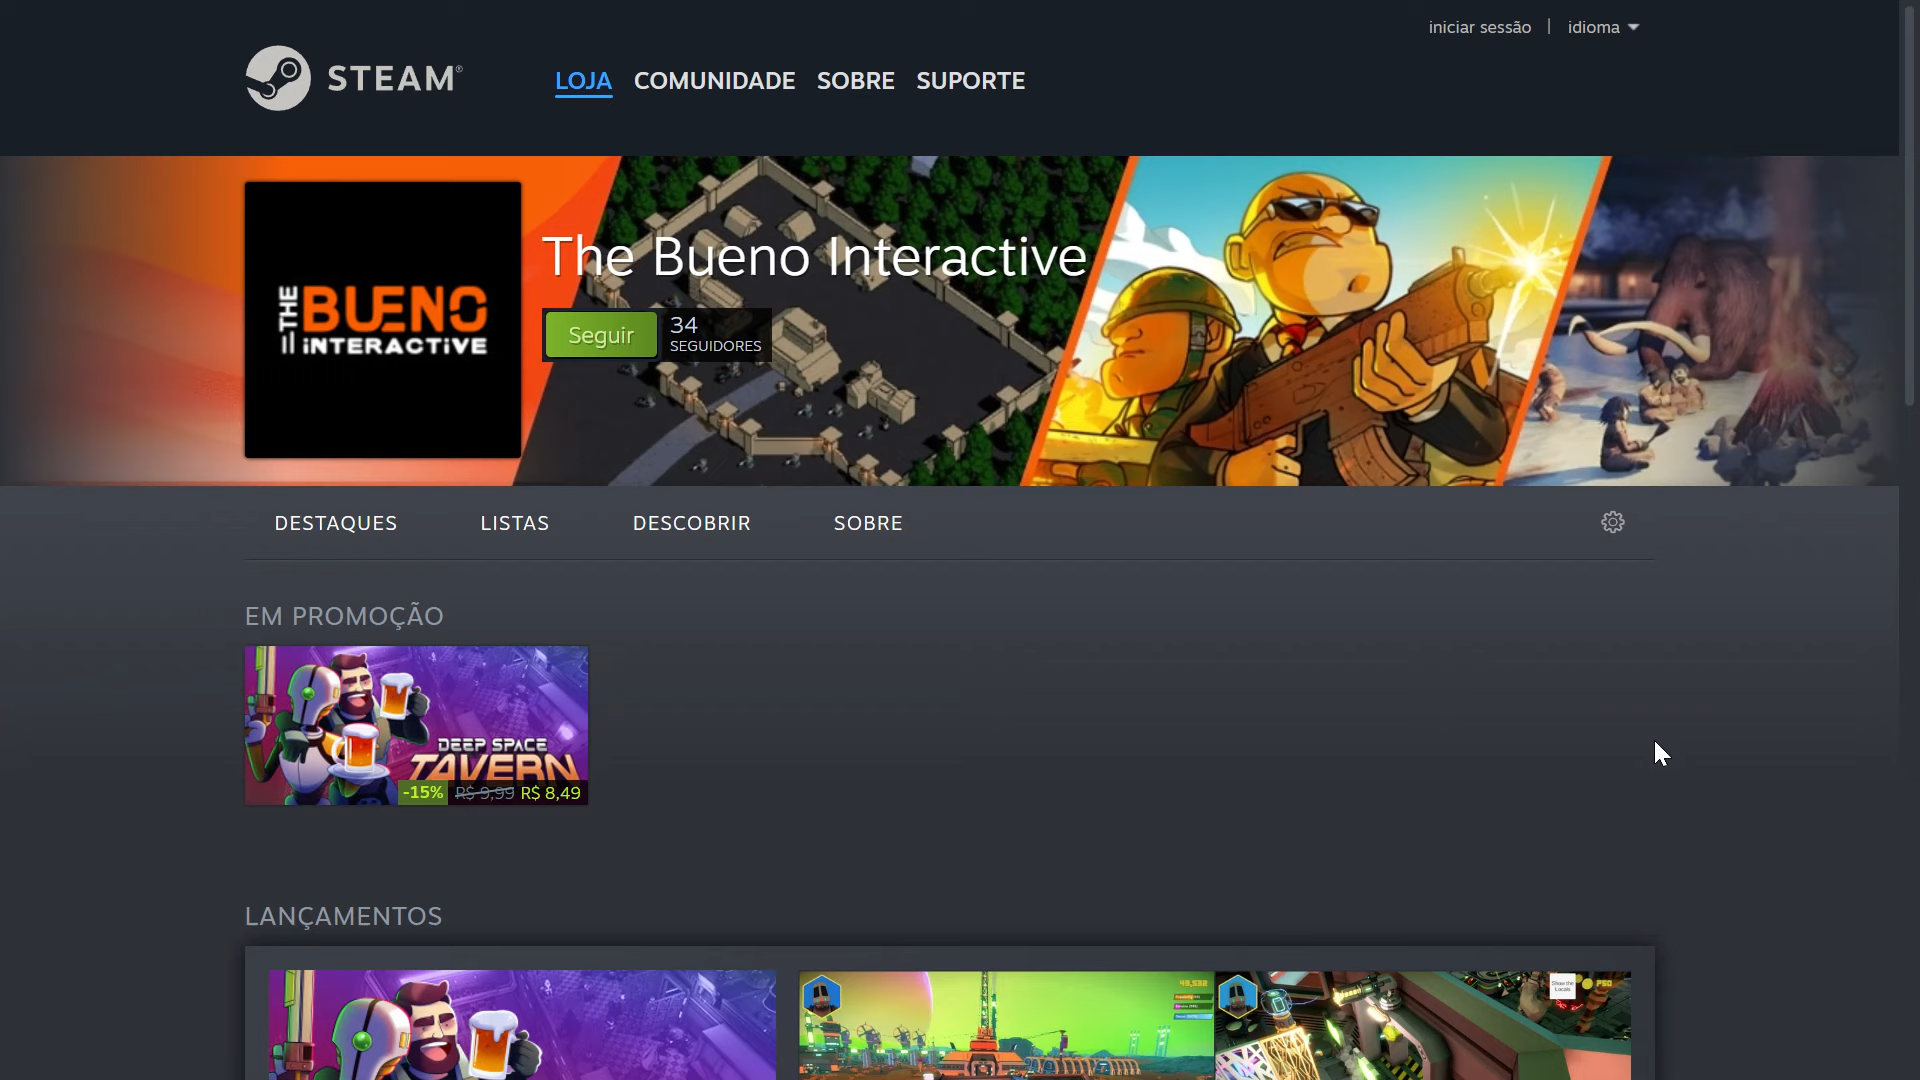 iniciar sessão | idioma
STEAM®
LOJA COMUNIDADE SOBRE SUPORTE
THE BUENO INTERACTIVE
The Bueno Interactive
Seguir
34
SEGUIDORES
DESTAQUES LISTAS DESCOBRIR SOBRE
EM PROMOÇÃO
DEEP SPACE
TAVERN
-15% R$ 9,99 R$ 8,49
LANÇAMENTOS